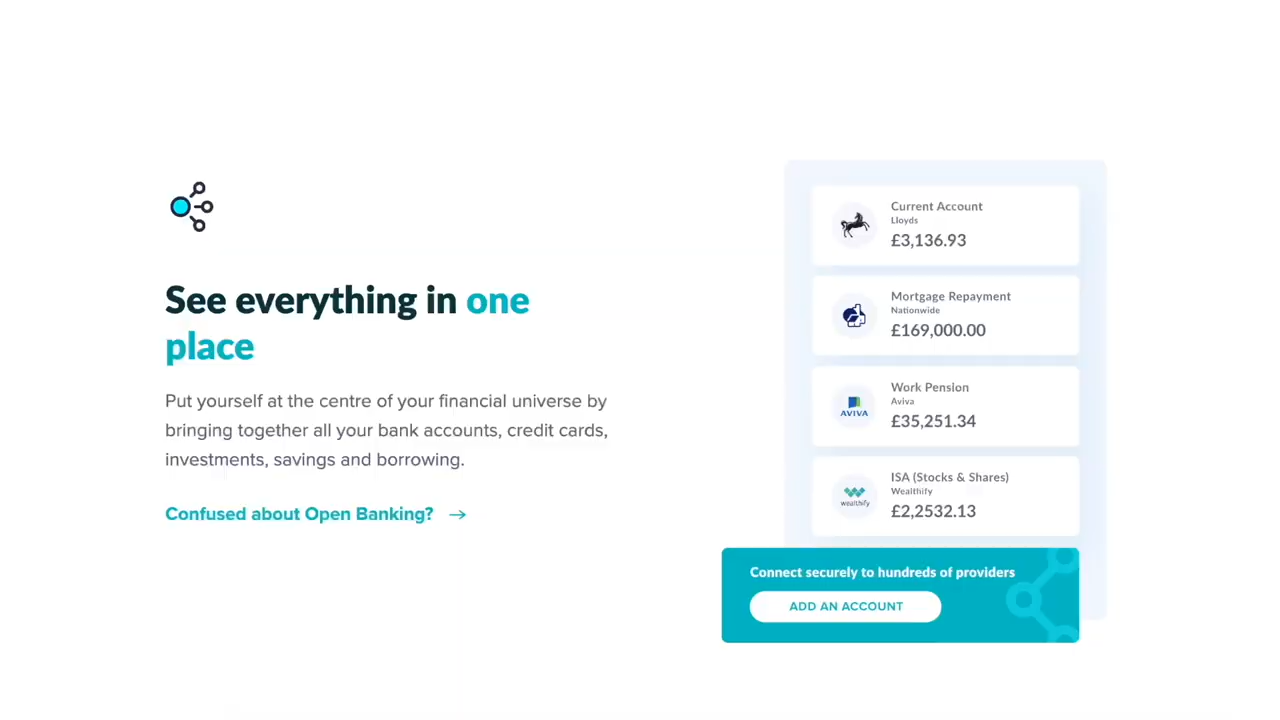 See everything in one
place
Put yourself at the centre of your financial universe by
bringing together all your bank accounts, credit cards,
investments, savings and borrowing.
Confused about Open Banking? →
Current Account
Lloyds
£3,136.93
Mortgage Repayment
Nationwide
£169,000.00
AVIVA
Work Pension
Aviva
£35,251.34
wealthify
ISA (Stocks & Shares)
Wealthify
£2,2532.13
Connect securely to hundreds of providers
ADD AN ACCOUNT